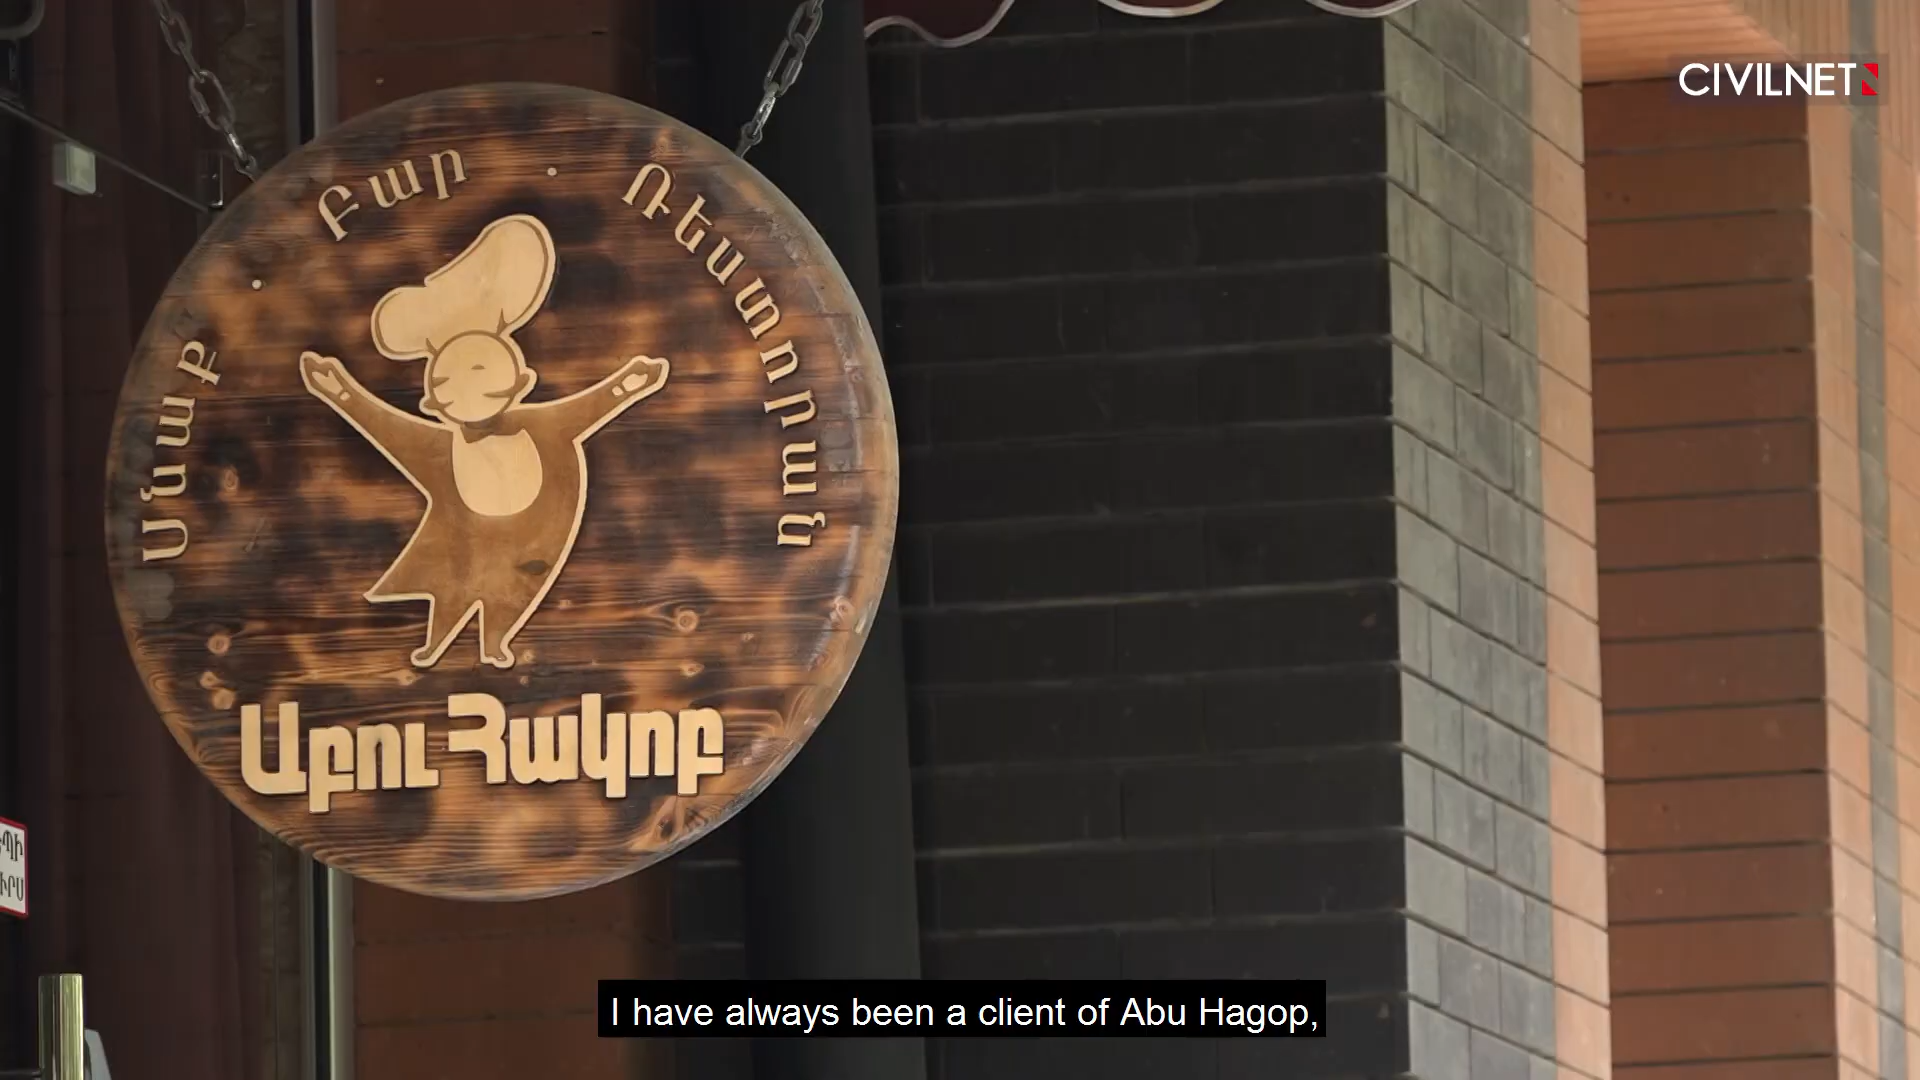 CIVILNET
Սնաք · Բար · Ռեստորան
Աբու Հակոբ
I have always been a client of Abu Hagop,